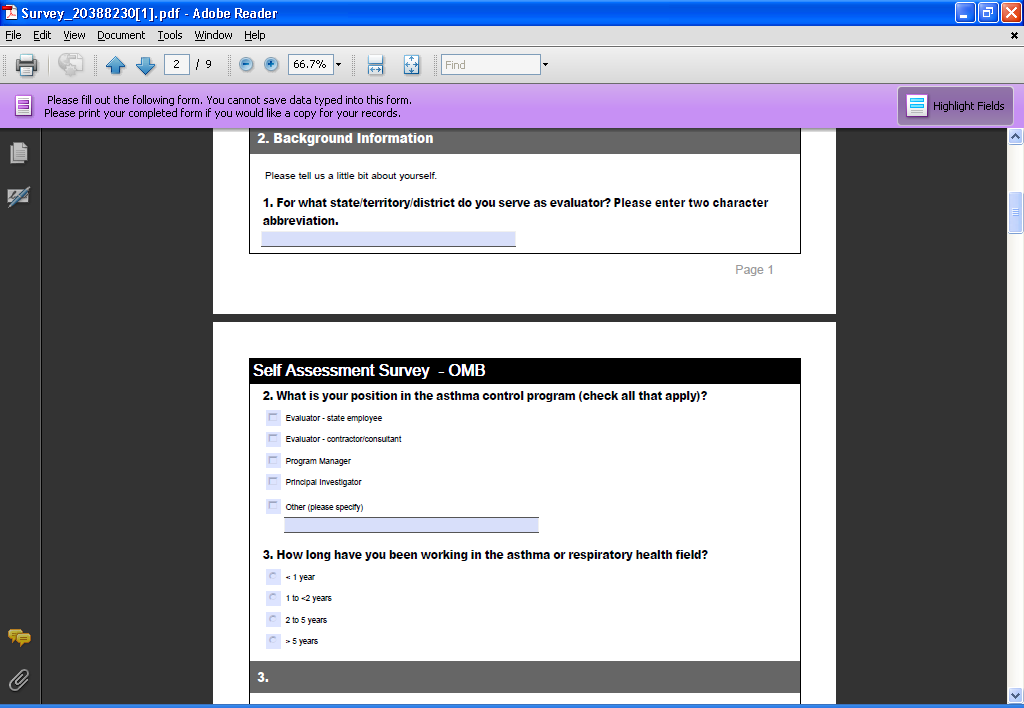 Survey_20388230[1].pdf - Adobe Reader
File Edit View Document Tools Window Help
2 / 9 66.7% Find
Please fill out the following form. You cannot save data typed into this form.
Please print your completed form if you would like a copy for your records.
Highlight Fields
2. Background Information
Please tell us a little bit about yourself.
1. For what state/territory/district do you serve as evaluator? Please enter two character
abbreviation.
Page 1
Self Assessment Survey - OMB
2. What is your position in the asthma control program (check all that apply)?
Evaluator - state employee
Evaluator - contractor/consultant
Program Manager
Principal Investigator
Other (please specify)
3. How long have you been working in the asthma or respiratory health field?
< 1 year
1 to <2 years
2 to 5 years
> 5 years
3.